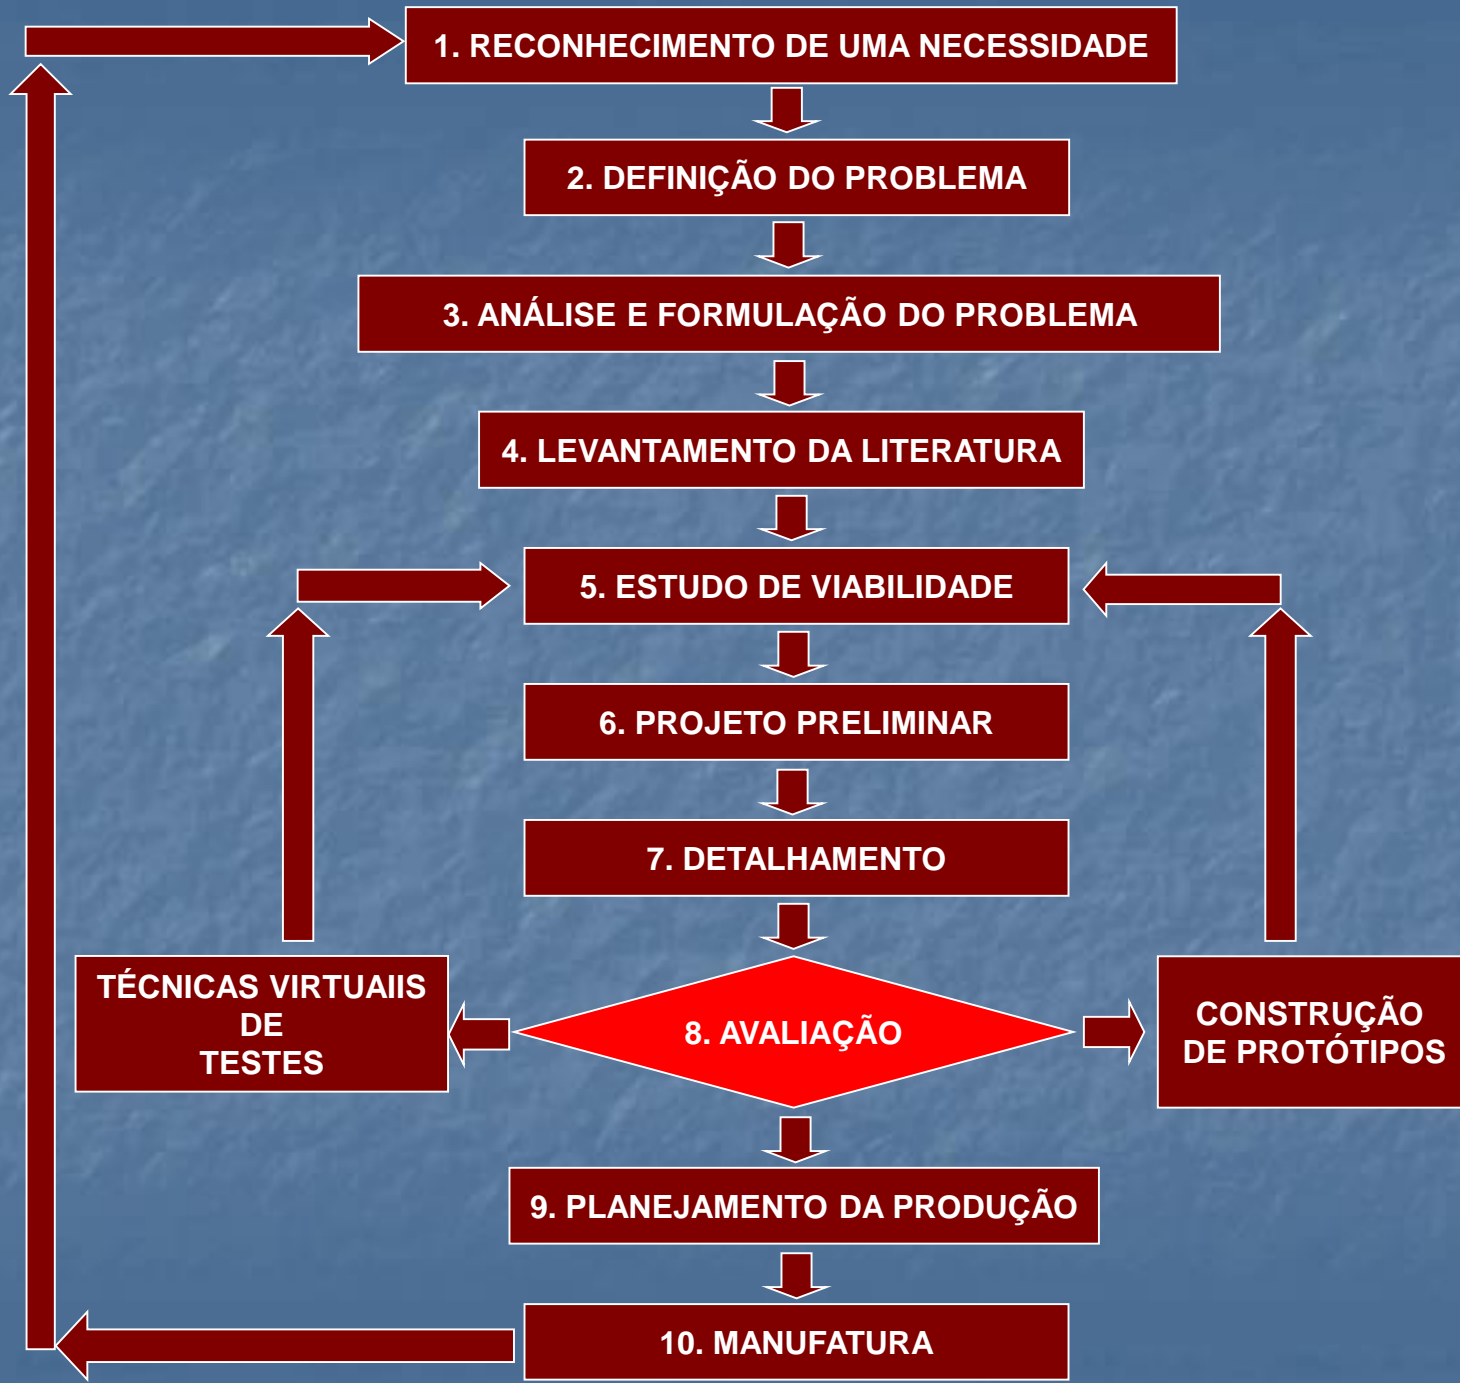 1. RECONHECIMENTO DE UMA NECESSIDADE
2. DEFINIÇÃO DO PROBLEMA
3. ANÁLISE E FORMULAÇÃO DO PROBLEMA
4. LEVANTAMENTO DA LITERATURA
5. ESTUDO DE VIABILIDADE
6. PROJETO PRELIMINAR
7. DETALHAMENTO
TÉCNICAS VIRTUAIIS
DE
TESTES
8. AVALIAÇÃO
CONSTRUÇÃO
DE PROTÓTIPOS
9. PLANEJAMENTO DA PRODUÇÃO
10. MANUFATURA